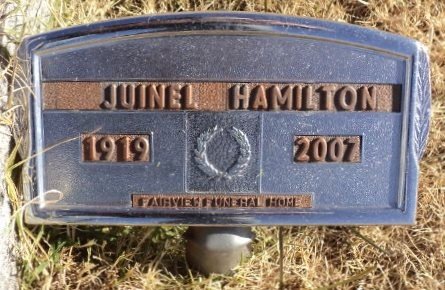 JUINEL HAMILTON
1919 2007
FAIRVIEW FUNERAL HOME